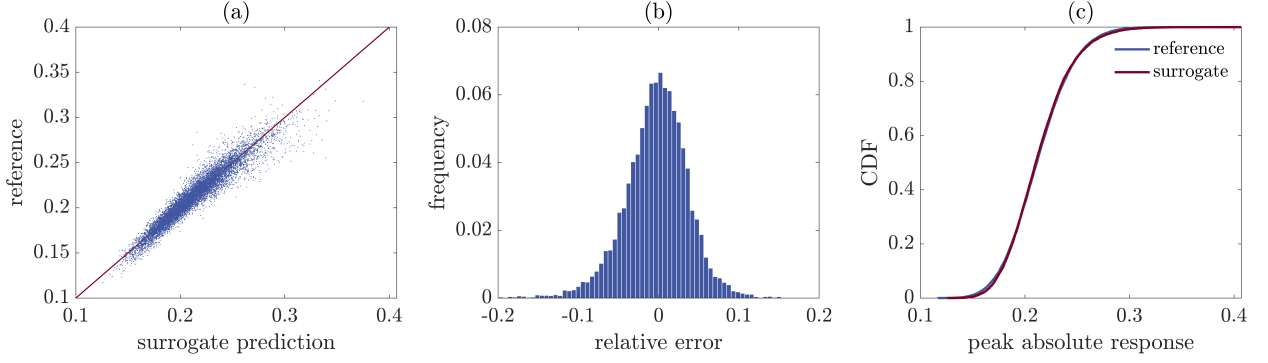 (a)
0.4
0.35
0.3
0.25
0.2
0.15
0.1
reference
0.1
0.2
0.3
0.4
surrogate prediction
(b)
0.08
0.06
0.04
0.02
0
frequency
-0.2
-0.1
0
0.1
0.2
relative error
(c)
1
0.8
0.6
0.4
0.2
0
CDF
reference
surrogate
0.1
0.2
0.3
0.4
peak absolute response